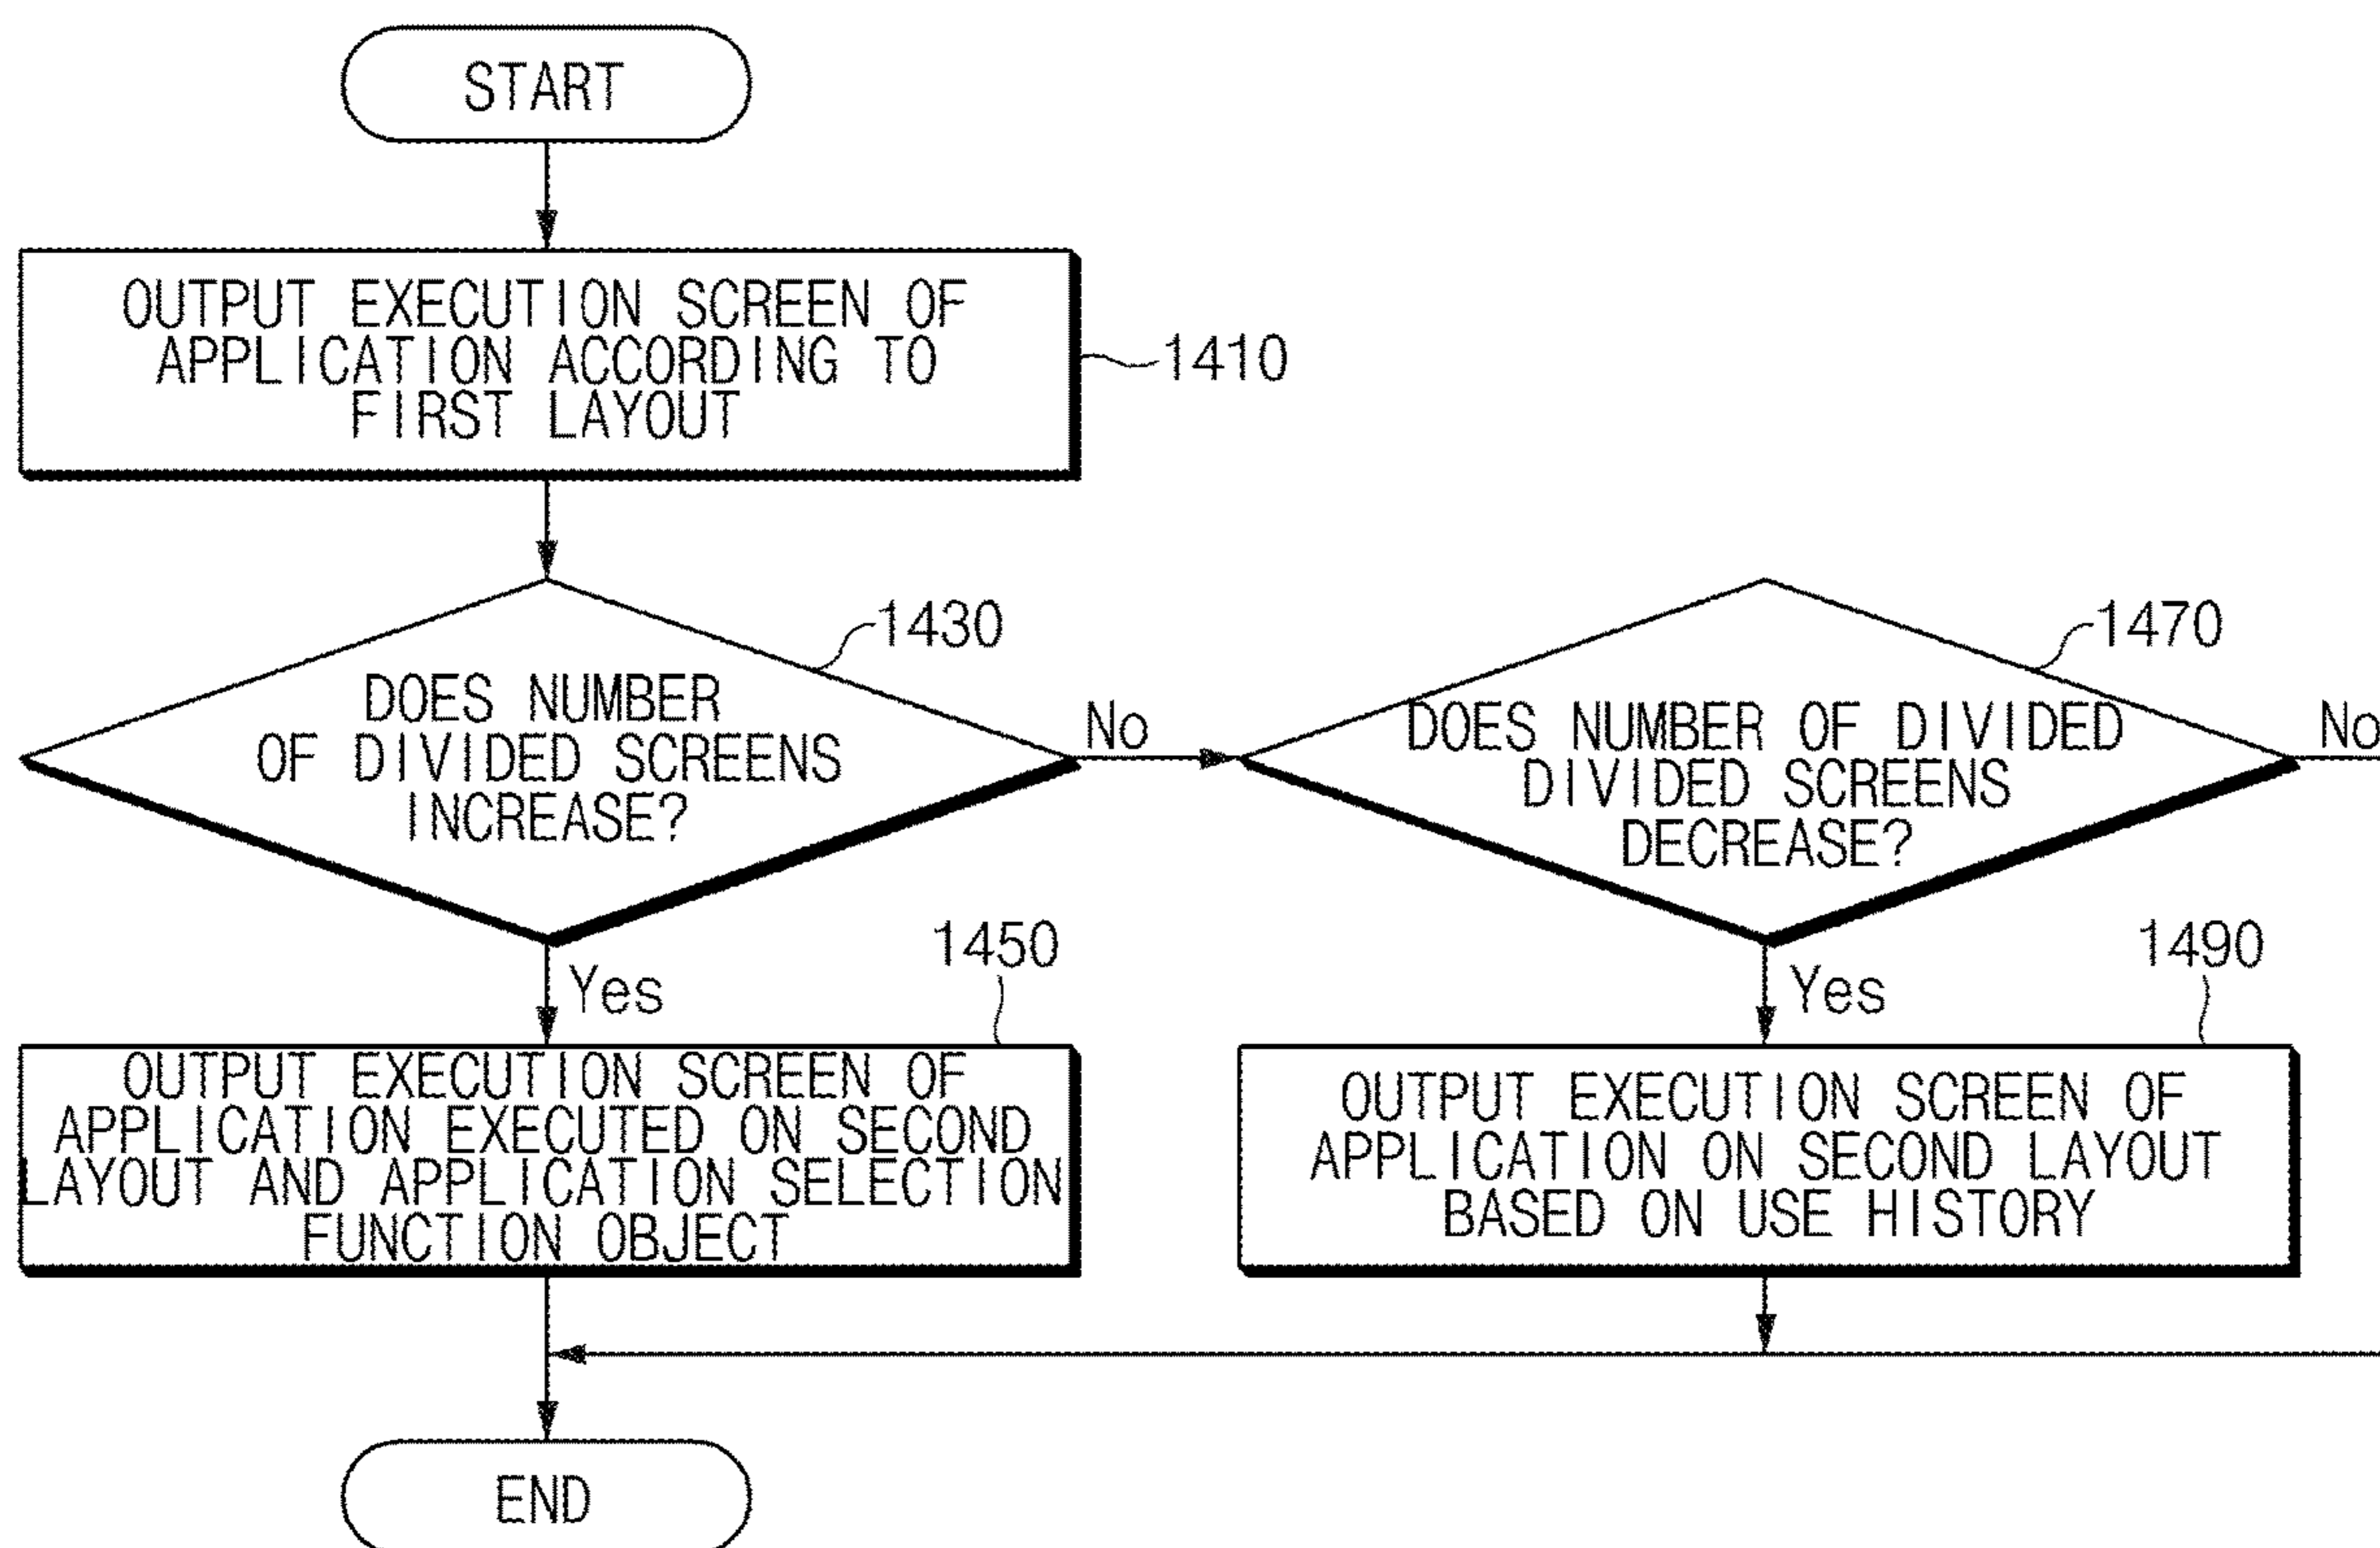 START
OUTPUT EXECUTION SCREEN OF
APPLICATION ACCORDING TO
FIRST LAYOUT
1410
1430
DOES NUMBER
OF DIVIDED SCREENS
INCREASE?
No
1470
DOES NUMBER OF DIVIDED
DIVIDED SCREENS
DECREASE?
No
Yes
1450
OUTPUT EXECUTION SCREEN OF
APPLICATION EXECUTED ON SECOND
LAYOUT AND APPLICATION SELECTION
FUNCTION OBJECT
Yes
1490
OUTPUT EXECUTION SCREEN OF
APPLICATION ON SECOND LAYOUT
BASED ON USE HISTORY
END